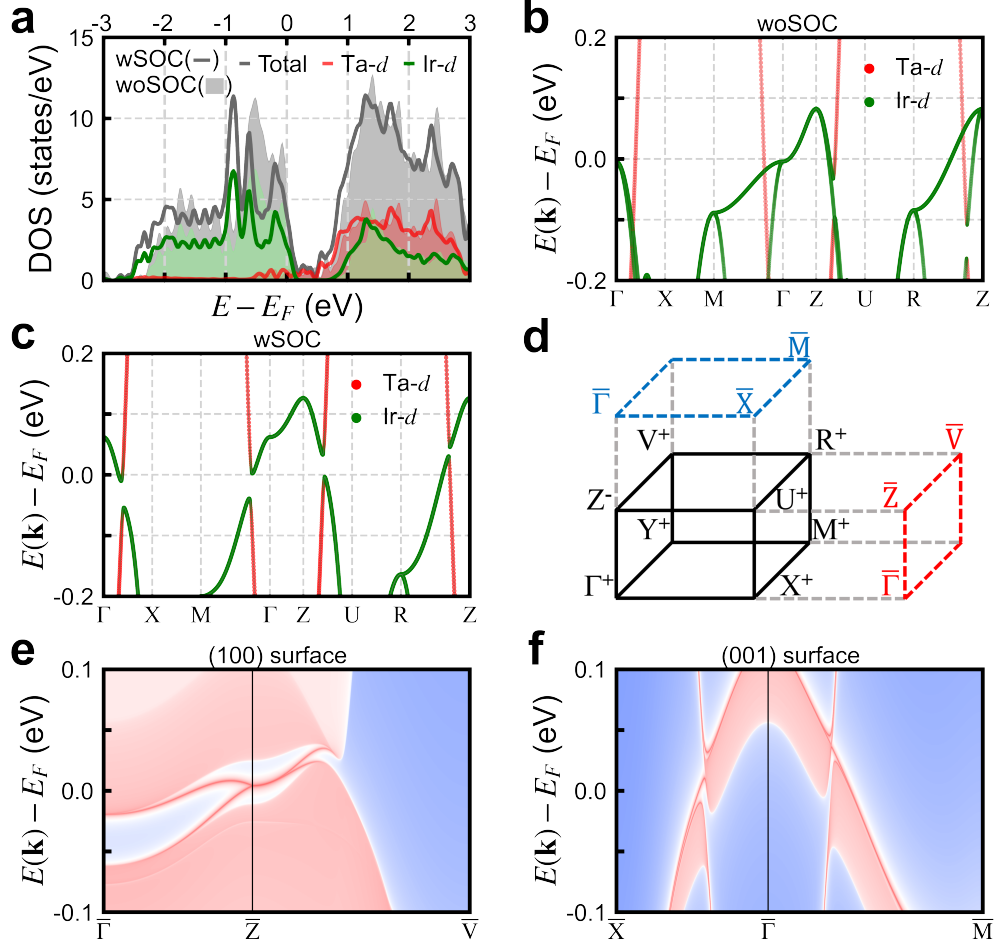 a
-3 -2 -1 0 1 2 3
15
10
5
0
DOS (states/eV)
wSOC(—) Total Ta-d Ir-d
woSOC( )
E − E_F (eV)
b
woSOC
0.2
0.0
-0.2
E(k) − E_F (eV)
Ta-d
Ir-d
Γ X M Γ Z U R Z
c
wSOC
0.2
0.0
-0.2
E(k) − E_F (eV)
Ta-d
Ir-d
Γ X M Γ Z U R Z
d
M̅
Γ̅ X̅
V⁺ R⁺ V̅
Z⁻ U⁺ Z̅
Y⁺ M⁺
Γ⁺ X⁺ Γ̅
e
(100) surface
0.1
0.0
-0.1
E(k) − E_F (eV)
Γ̅ Z̅ V̅
f
(001) surface
0.1
0.0
-0.1
E(k) − E_F (eV)
X̅ Γ̅ M̅